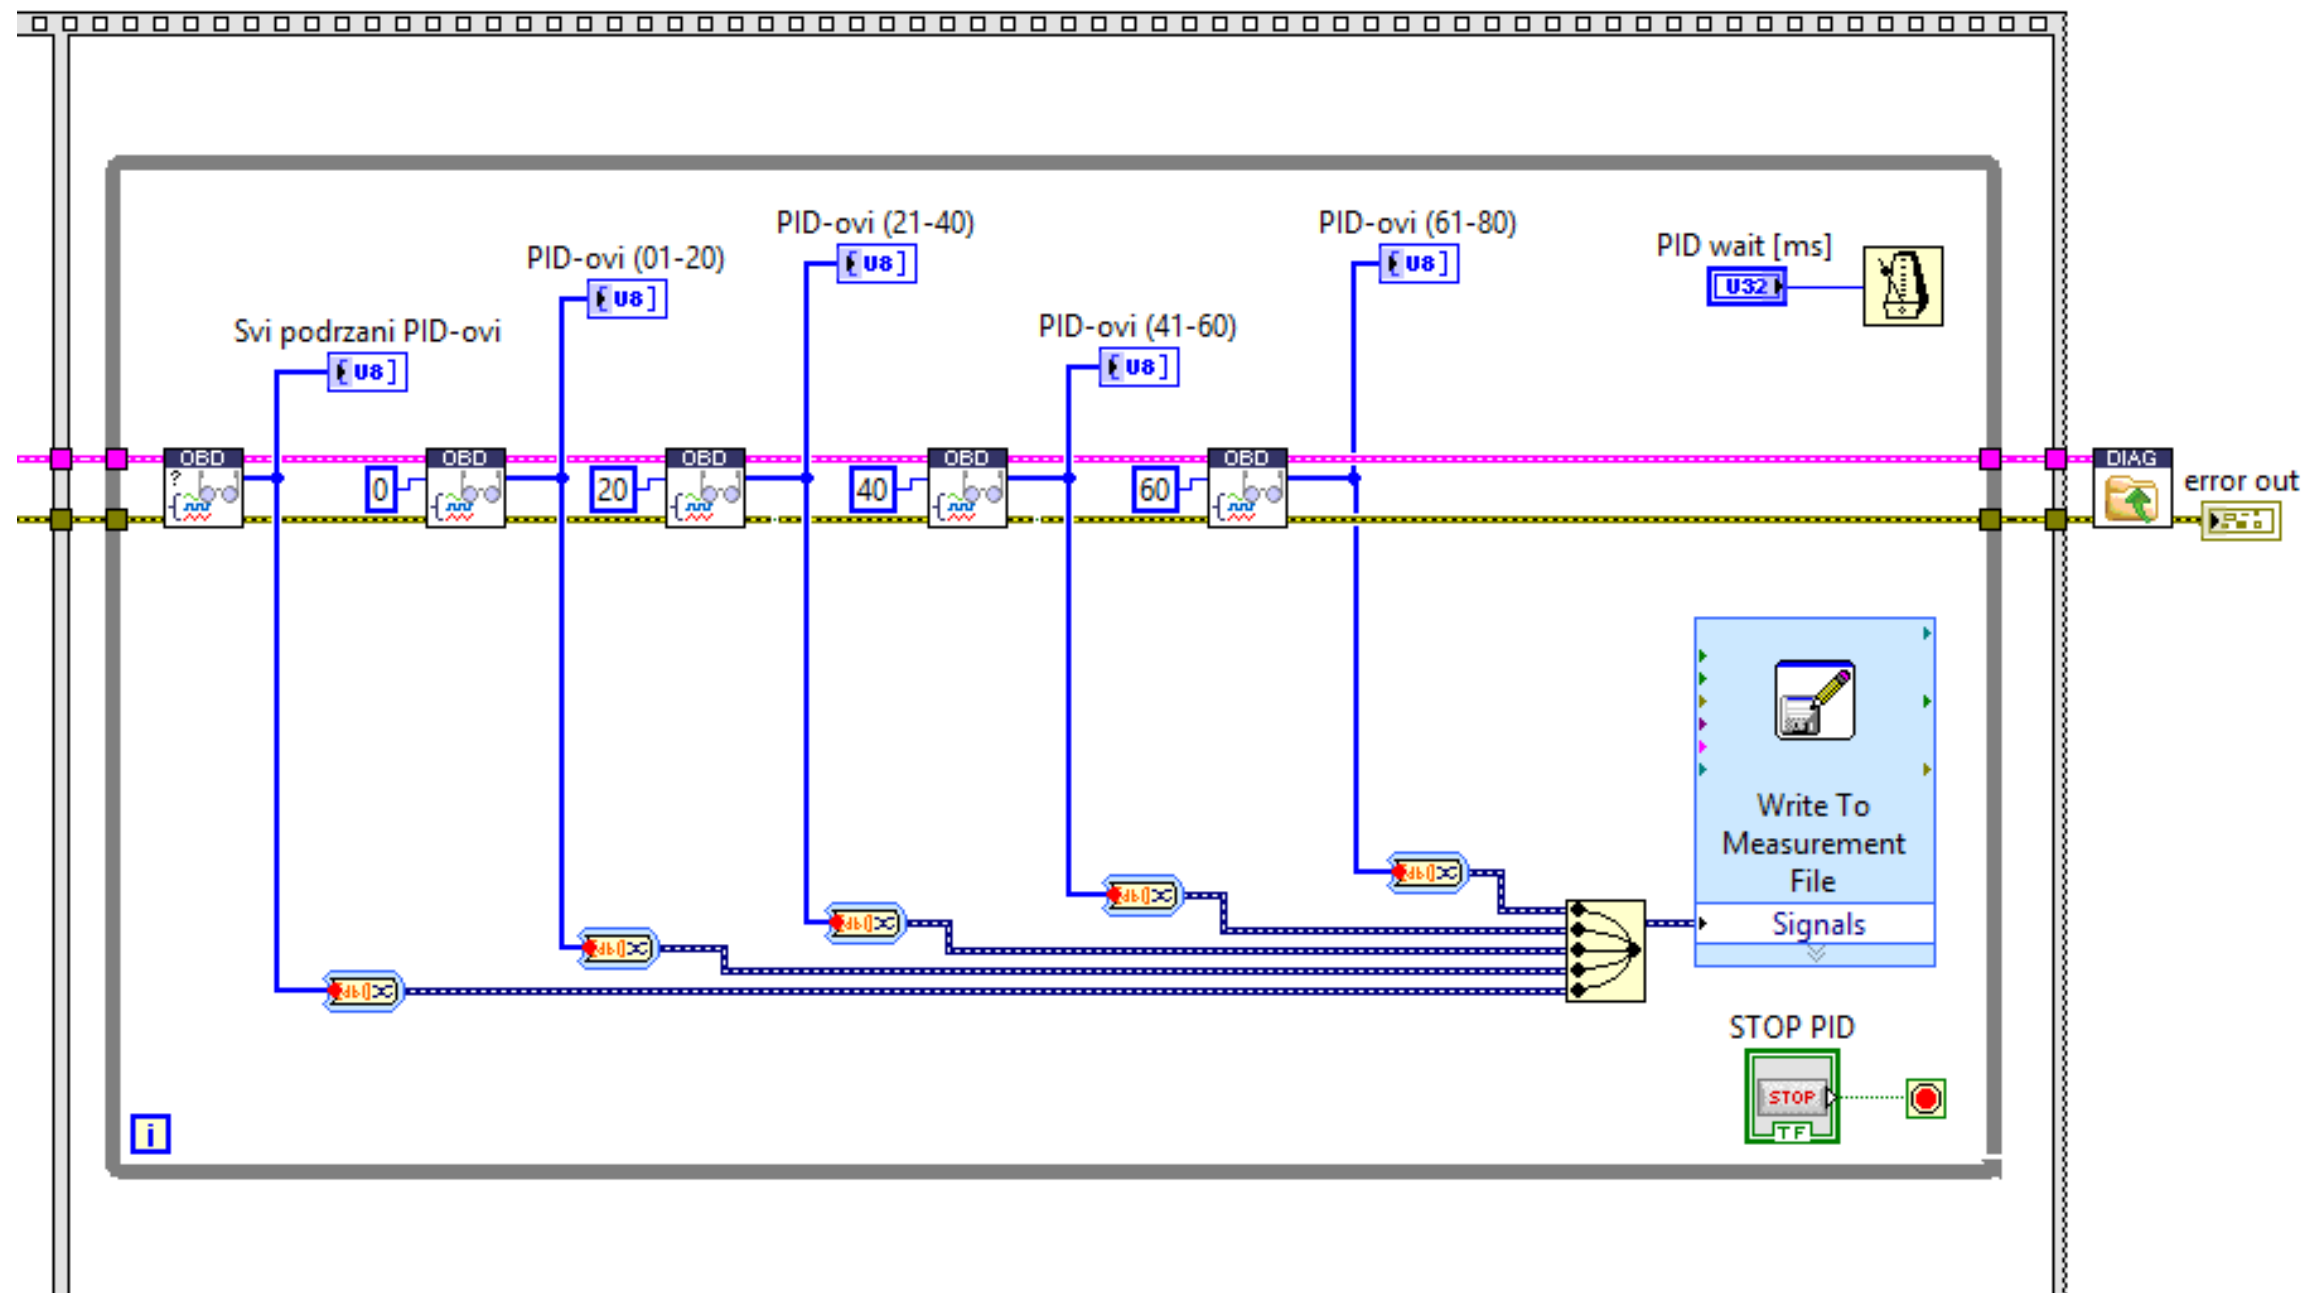 PID-ovi (21-40)
PID-ovi (61-80)
PID-ovi (01-20)
PID wait [ms]
U8
U8
U32
U8
Svi podrzani PID-ovi
PID-ovi (41-60)
U8
U8
OBD
OBD
OBD
OBD
OBD
DIAG
?
error out
0
20
40
60
Write To
Measurement
File
Signals
STOP PID
STOP
TF
i